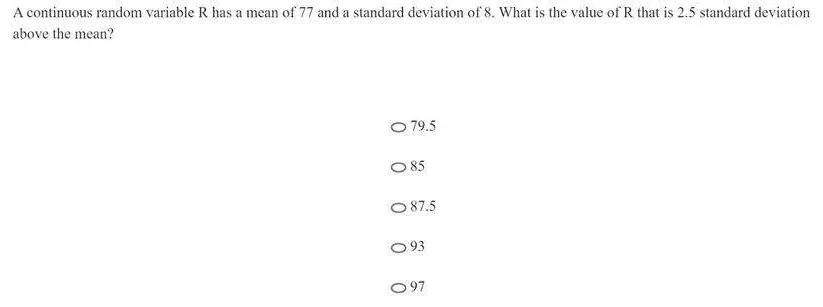 A continuous random variable R has a mean of 77 and a standard deviation of 8. What is the value of R that is 2.5 standard deviation
above the mean?
79.5
85
87.5
93
97